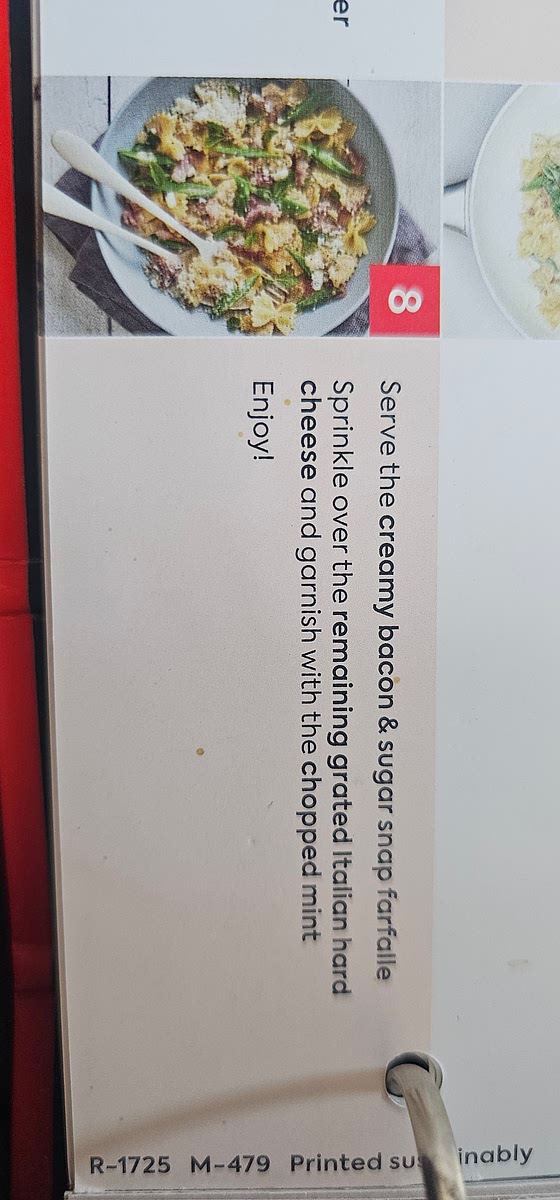 er
8
Serve the creamy bacon & sugar snap farfalle
Sprinkle over the remaining grated Italian hard
cheese and garnish with the chopped mint
Enjoy!
R-1725 M-479 Printed sus inably